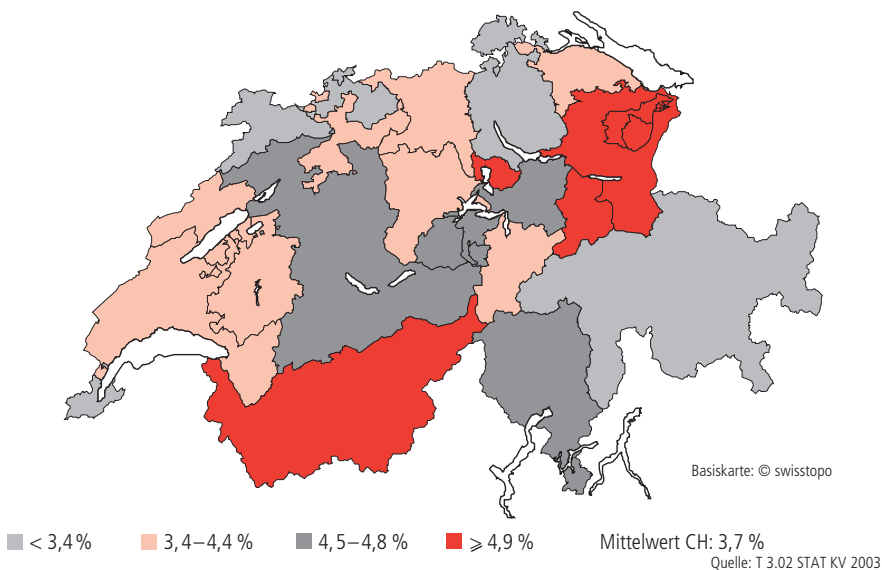 Basiskarte: © swisstopo
< 3,4 % 3,4–4,4 % 4,5–4,8 % ⩾ 4,9 % Mittelwert CH: 3,7 %
Quelle: T 3.02 STAT KV 2003